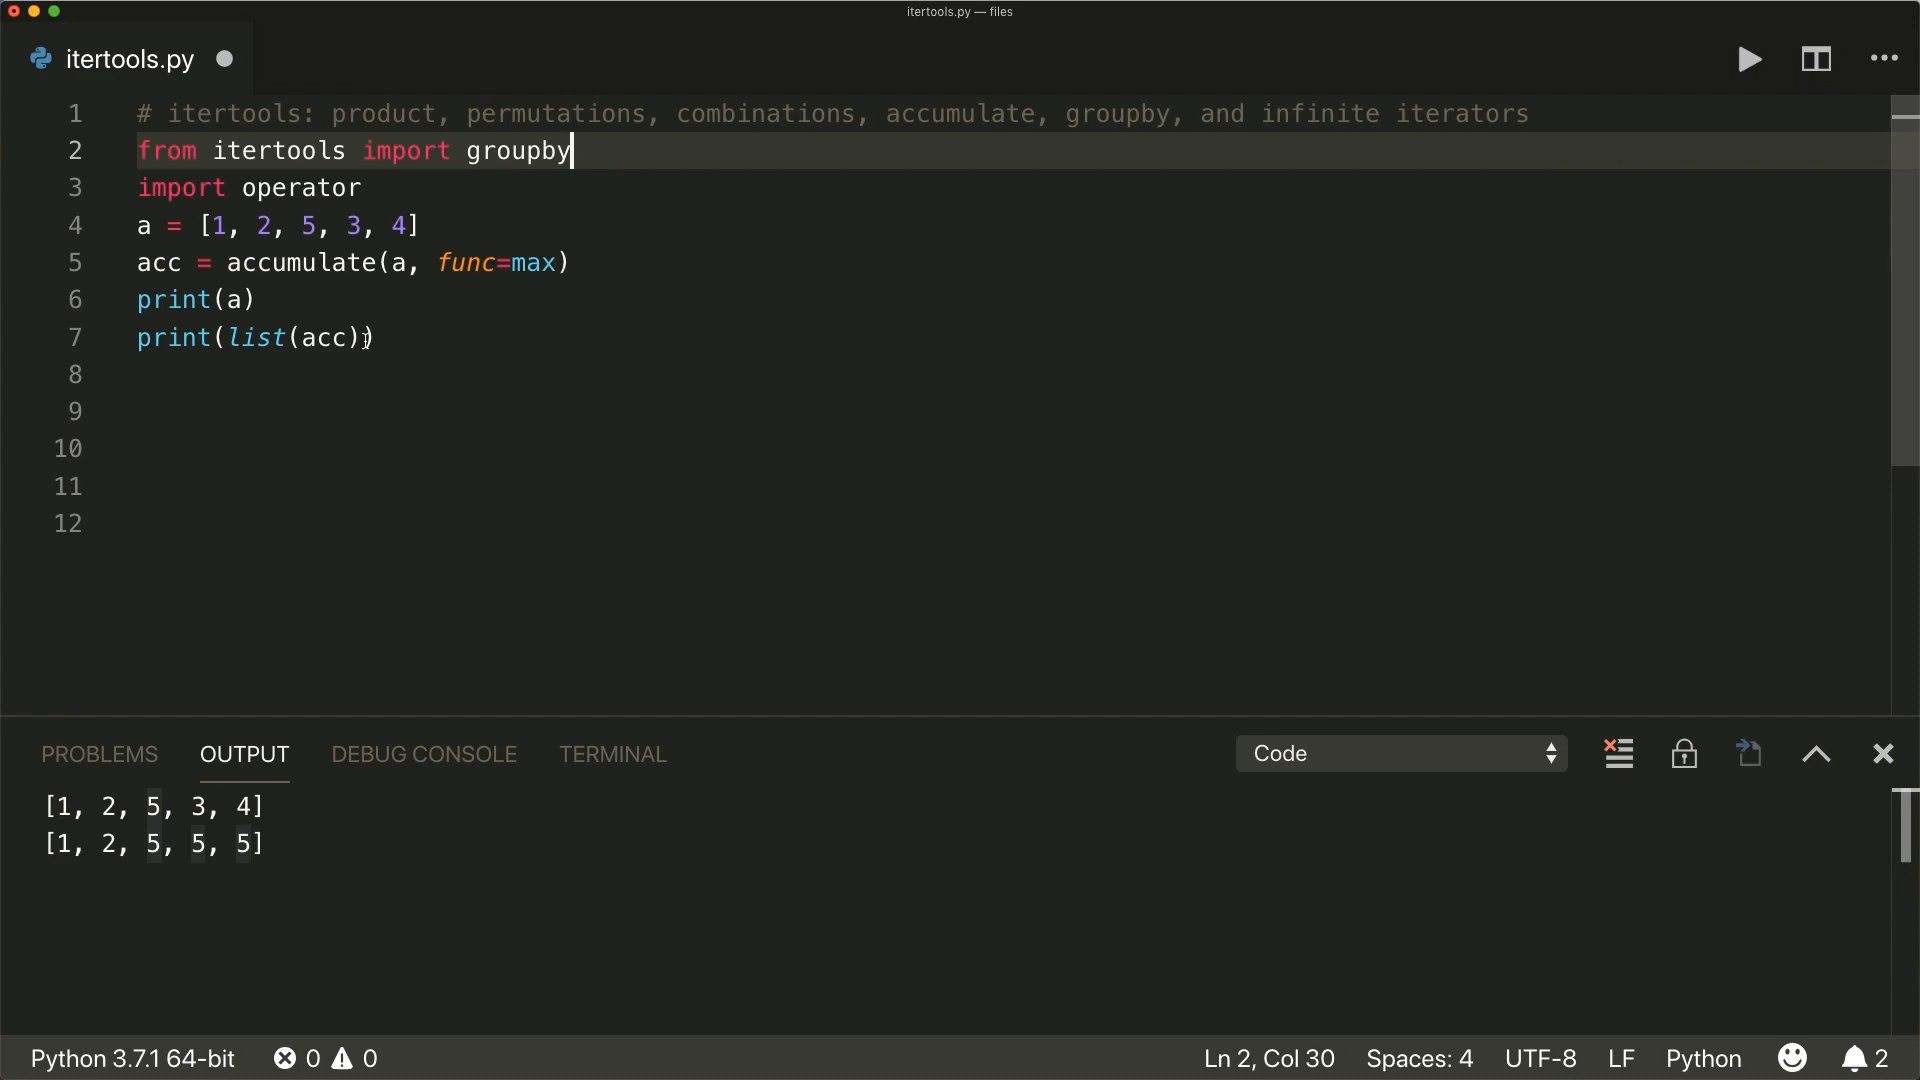 itertools.py — files
itertools.py
1 # itertools: product, permutations, combinations, accumulate, groupby, and infinite iterators
2 from itertools import groupby
3 import operator
4 a = [1, 2, 5, 3, 4]
5 acc = accumulate(a, func=max)
6 print(a)
7 print(list(acc))
8
9
10
11
12
PROBLEMS OUTPUT DEBUG CONSOLE TERMINAL Code
[1, 2, 5, 3, 4]
[1, 2, 5, 5, 5]
Python 3.7.1 64-bit 0 0 Ln 2, Col 30 Spaces: 4 UTF-8 LF Python 2